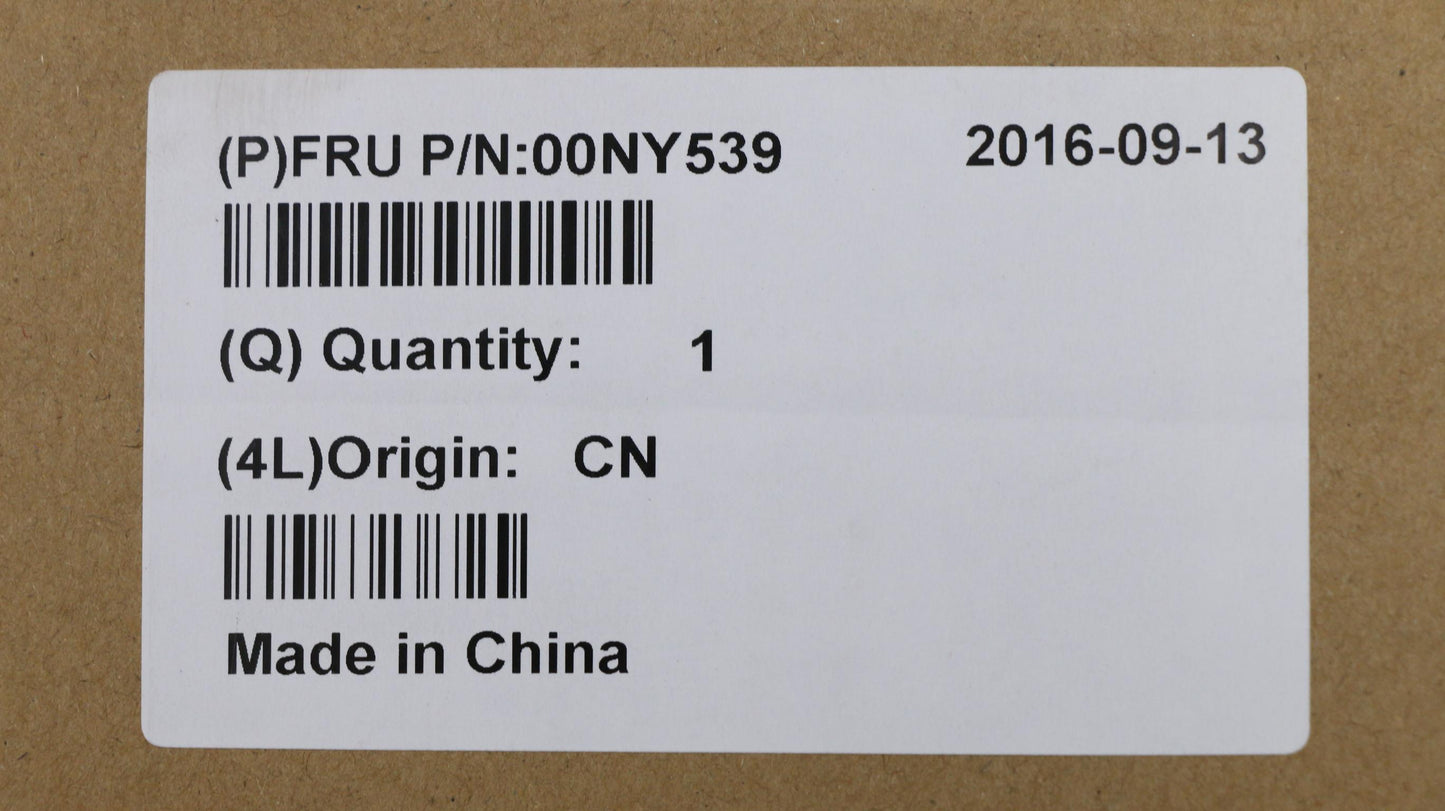 (P)FRU P/N:00NY539 2016-09-13
(Q) Quantity: 1
(4L)Origin: CN
Made in China